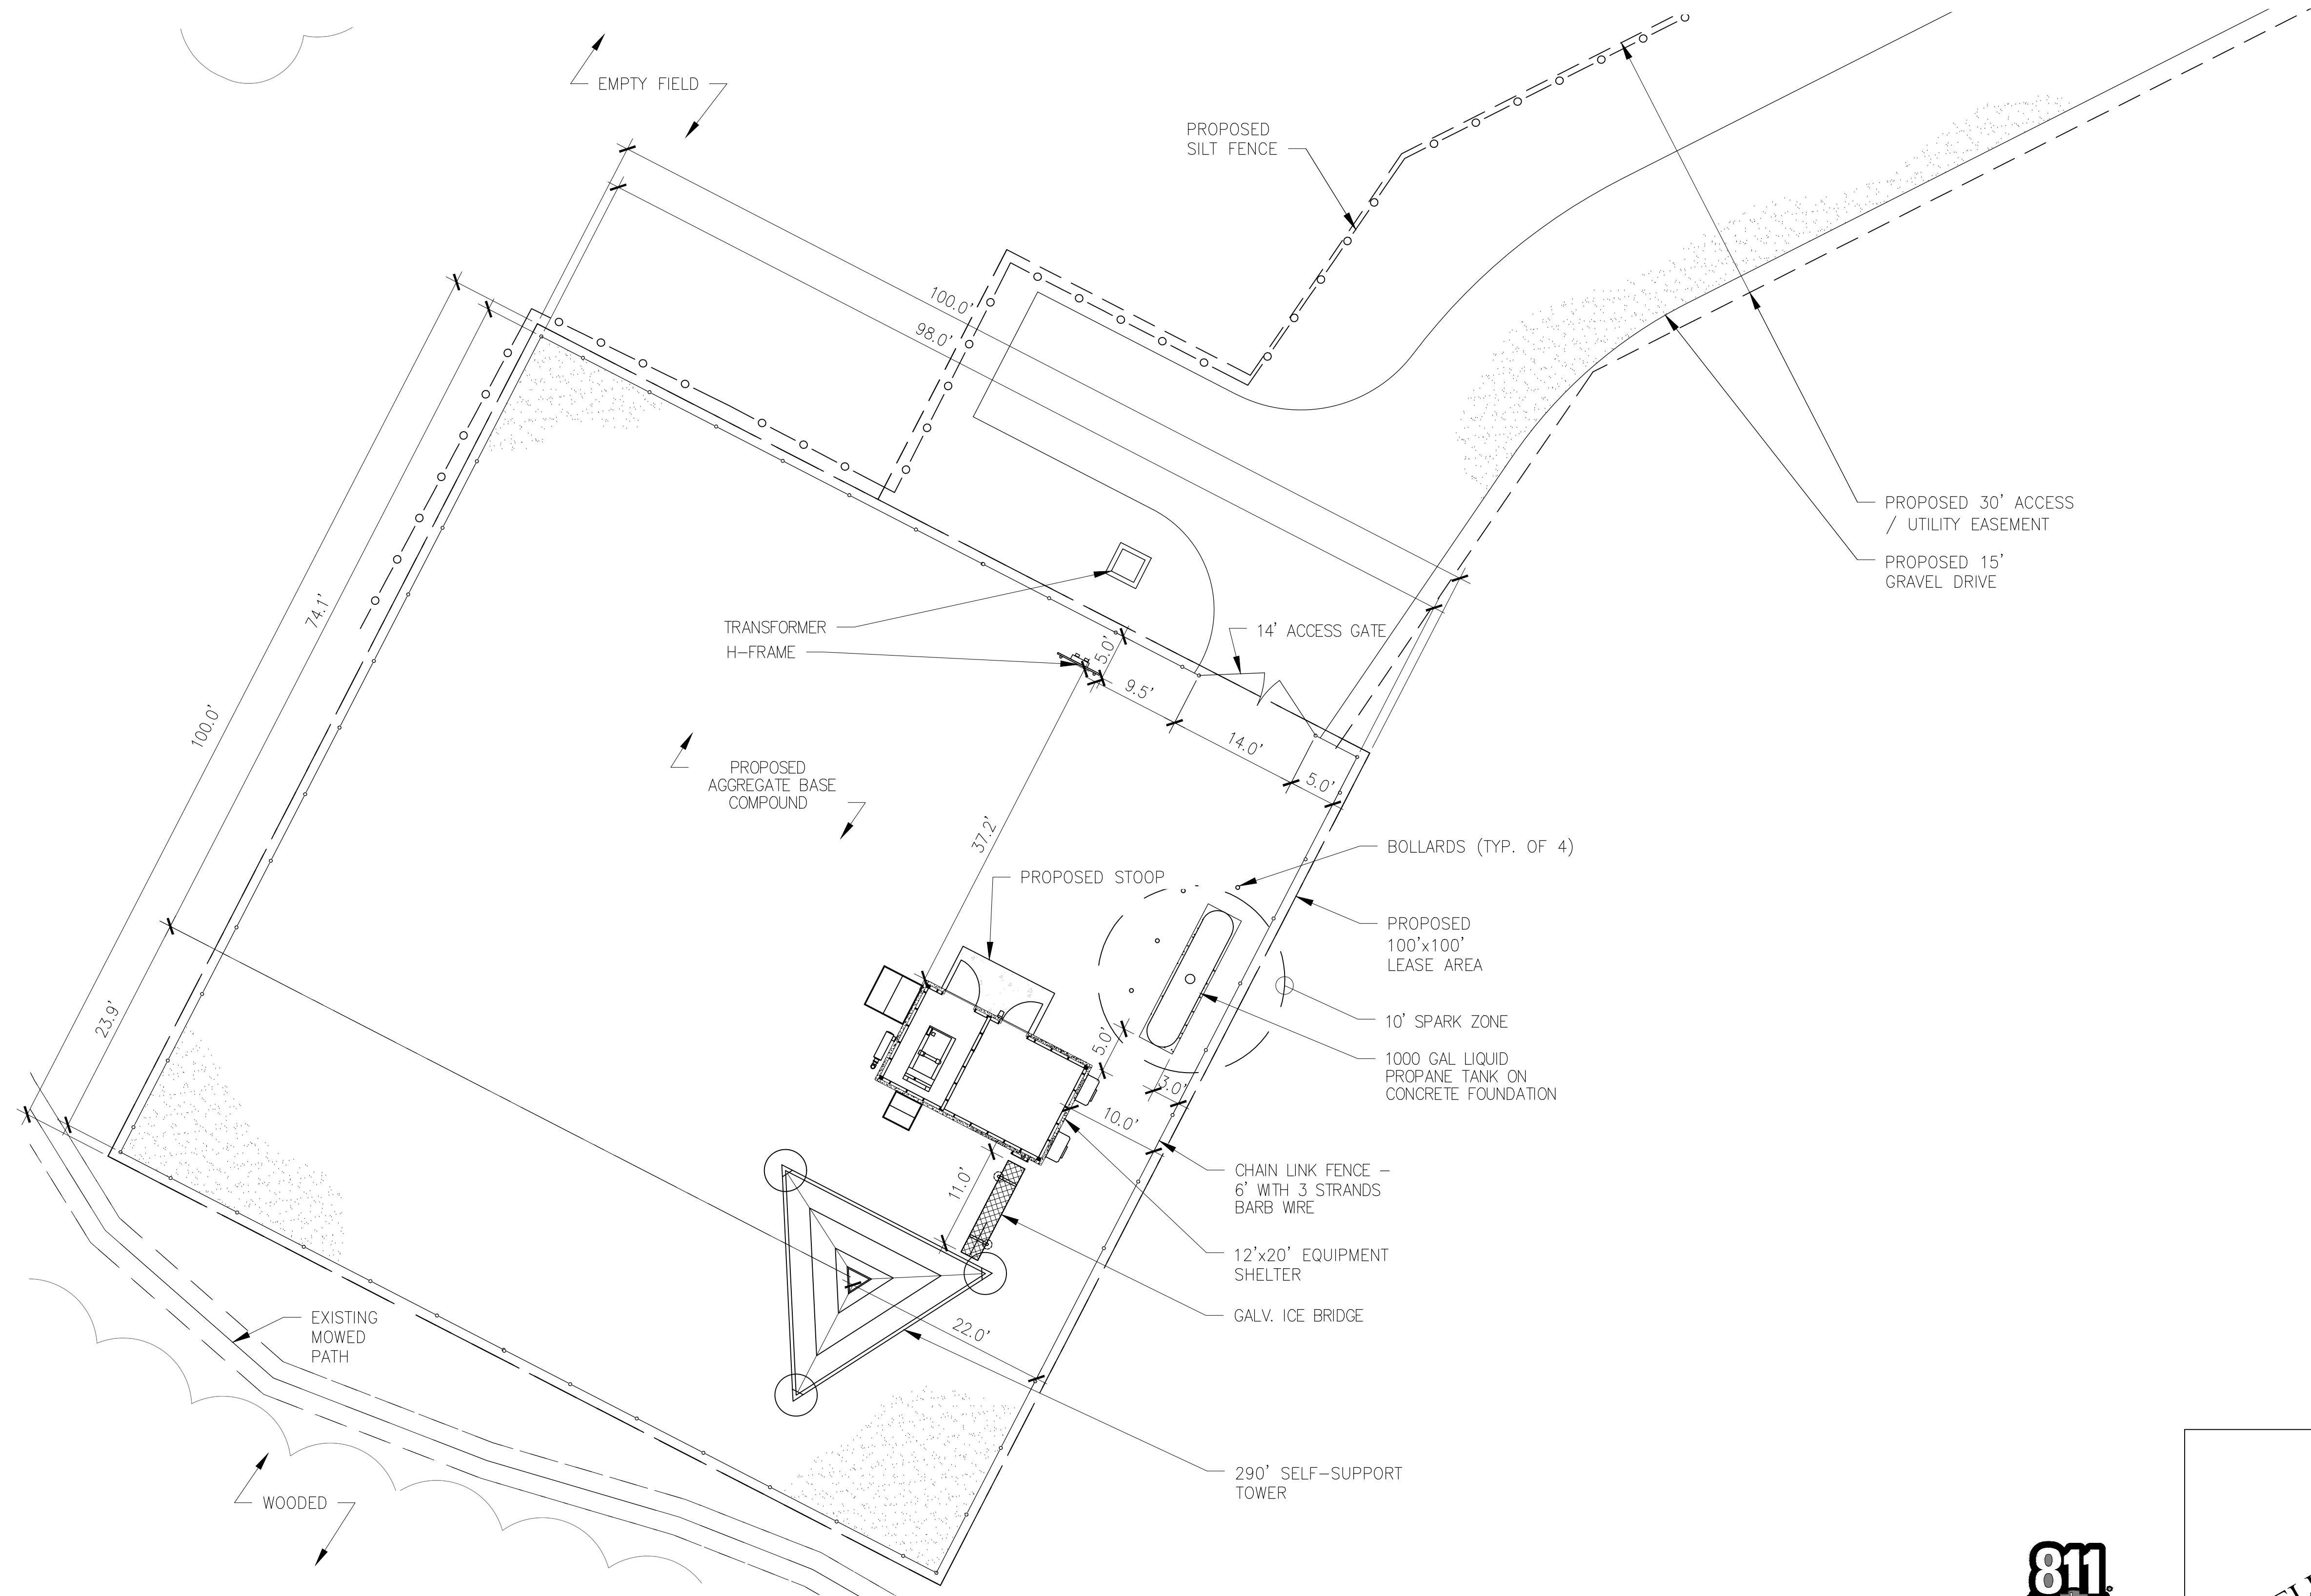 EMPTY FIELD
PROPOSED
SILT FENCE
100.0'
98.0'
PROPOSED 30' ACCESS
/ UTILITY EASEMENT
PROPOSED 15'
GRAVEL DRIVE
74.1'
100.0'
TRANSFORMER
H-FRAME
5.0'
14' ACCESS GATE
9.5'
14.0'
5.0'
PROPOSED
AGGREGATE BASE
COMPOUND
37.2'
BOLLARDS (TYP. OF 4)
PROPOSED STOOP
PROPOSED
100'x100'
LEASE AREA
23.9'
10' SPARK ZONE
5.0'
1000 GAL LIQUID
PROPANE TANK ON
CONCRETE FOUNDATION
3.0'
10.0'
CHAIN LINK FENCE -
6' WITH 3 STRANDS
BARB WIRE
11.0'
12'x20' EQUIPMENT
SHELTER
GALV. ICE BRIDGE
EXISTING
MOWED
PATH
22.0'
290' SELF-SUPPORT
TOWER
WOODED
811